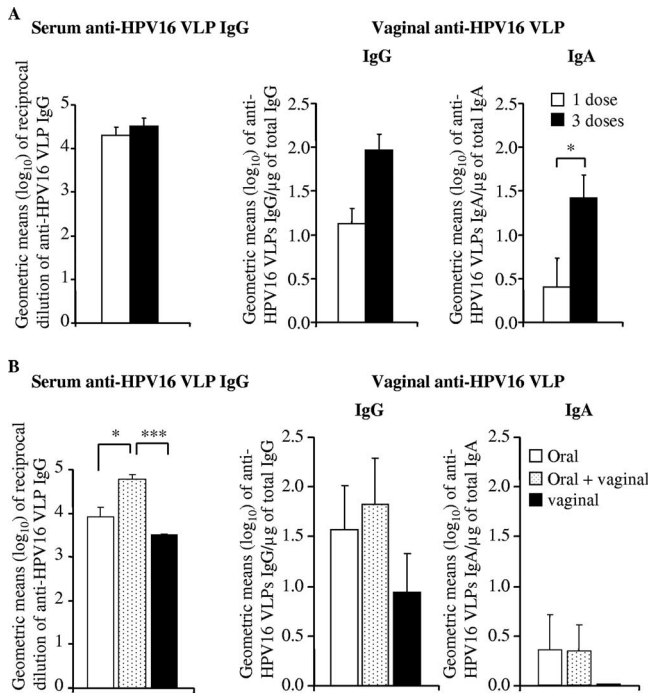 A
Serum anti-HPV16 VLP IgG
Vaginal anti-HPV16 VLP
IgG
IgA
Geometric means (log10) of reciprocal
dilution of anti-HPV16 VLP IgG
5
4
3
2
1
0
Geometric means (log10) of anti-
HPV16 VLPs IgG/µg of total IgG
2.5
2.0
1.5
1.0
0.5
0.0
Geometric means (log10) of anti-
HPV16 VLPs IgA/µg of total IgA
2.5
2.0
1.5
1.0
0.5
0.0
1 dose
3 doses
*
B
Serum anti-HPV16 VLP IgG
Vaginal anti-HPV16 VLP
IgG
IgA
Geometric means (log10) of reciprocal
dilution of anti-HPV16 VLP IgG
5
4
3
2
1
0
*
***
Geometric means (log10) of anti-
HPV16 VLPs IgG/µg of total IgG
2.5
2.0
1.5
1.0
0.5
0.0
Geometric means (log10) of anti-
HPV16 VLPs IgA/µg of total IgA
2.5
2.0
1.5
1.0
0.5
0.0
Oral
Oral + vaginal
vaginal